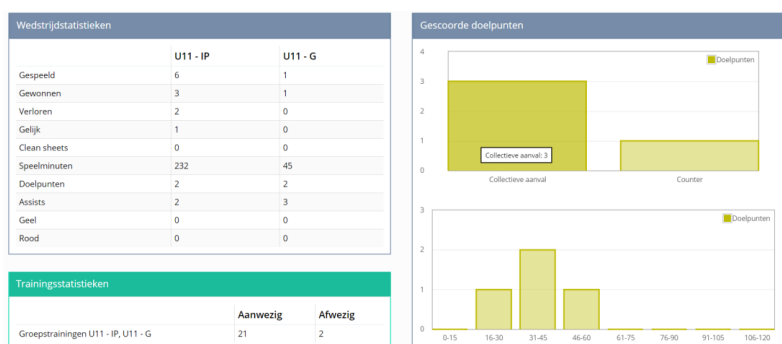 Wedstrijdstatistieken
U11 - IP U11 - G
Gespeeld 6 1
Gewonnen 3 1
Verloren 2 0
Gelijk 1 0
Clean sheets 0 0
Speelminuten 232 45
Doelpunten 2 2
Assists 2 3
Geel 0 0
Rood 0 0
Trainingsstatistieken
Aanwezig Afwezig
Groepstrainingen U11 - IP, U11 - G 21 2
Gescoorde doelpunten
4
Doelpunten
3
2
1
Collectieve aanval: 3
0
Collectieve aanval Counter
3
Doelpunten
2
1
0
0-15 16-30 31-45 46-60 61-75 76-90 91-105 106-120